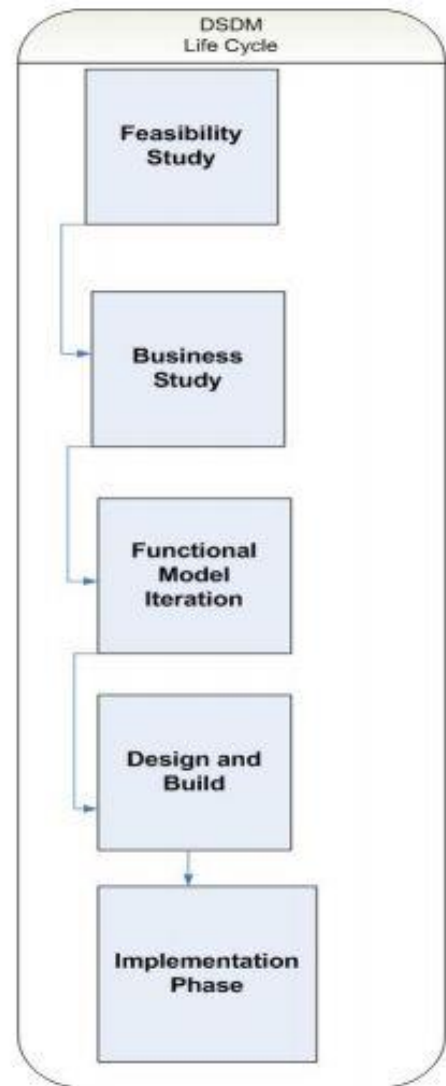 DSDM
Life Cycle
Feasibility
Study
Business
Study
Functional
Model
Iteration
Design and
Build
Implementation
Phase